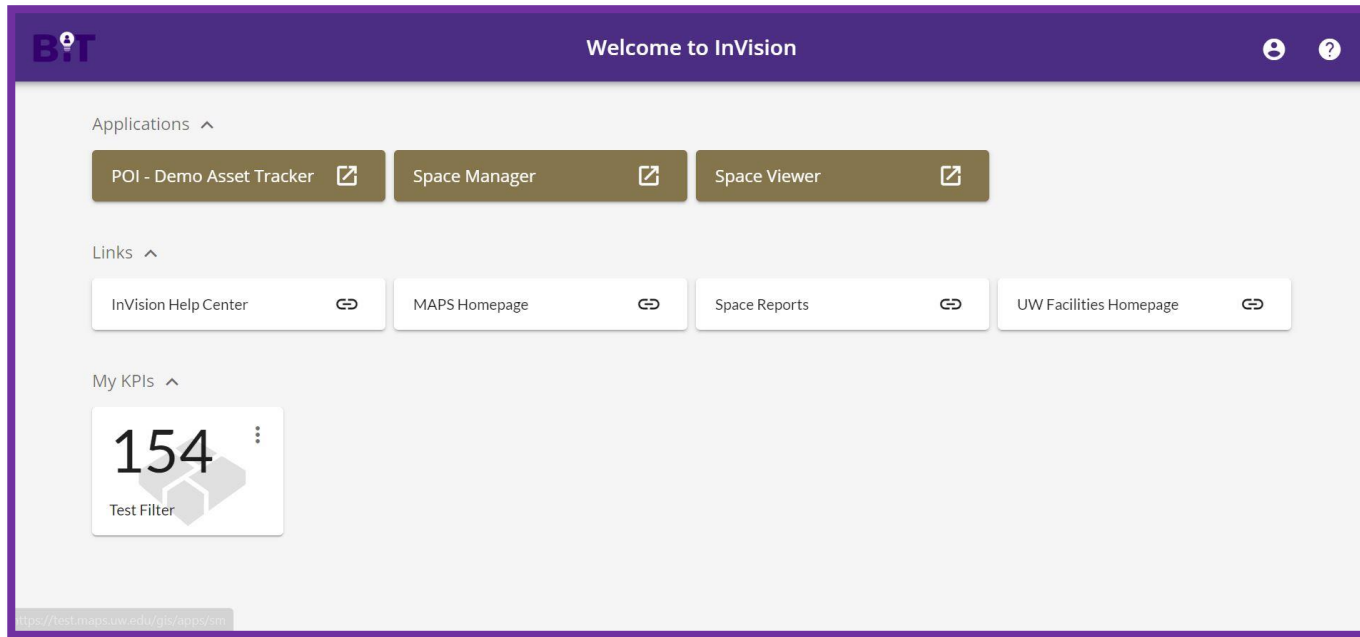 BIT
Welcome to InVision
Applications
POI - Demo Asset Tracker
Space Manager
Space Viewer
Links
InVision Help Center
MAPS Homepage
Space Reports
UW Facilities Homepage
My KPIs
154
Test Filter
https://test.maps.uw.edu/gis/apps/sm